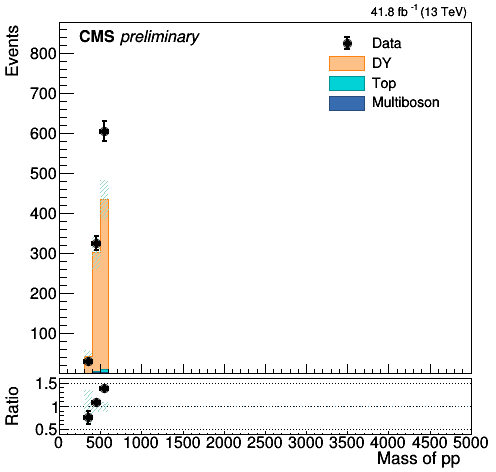 41.8 fb⁻¹ (13 TeV)
CMS preliminary
Events
Data
DY
Top
Multiboson
800
700
600
500
400
300
200
100
Ratio
1.5
1
0.5
0 500 1000 1500 2000 2500 3000 3500 4000 4500 5000
Mass of pp